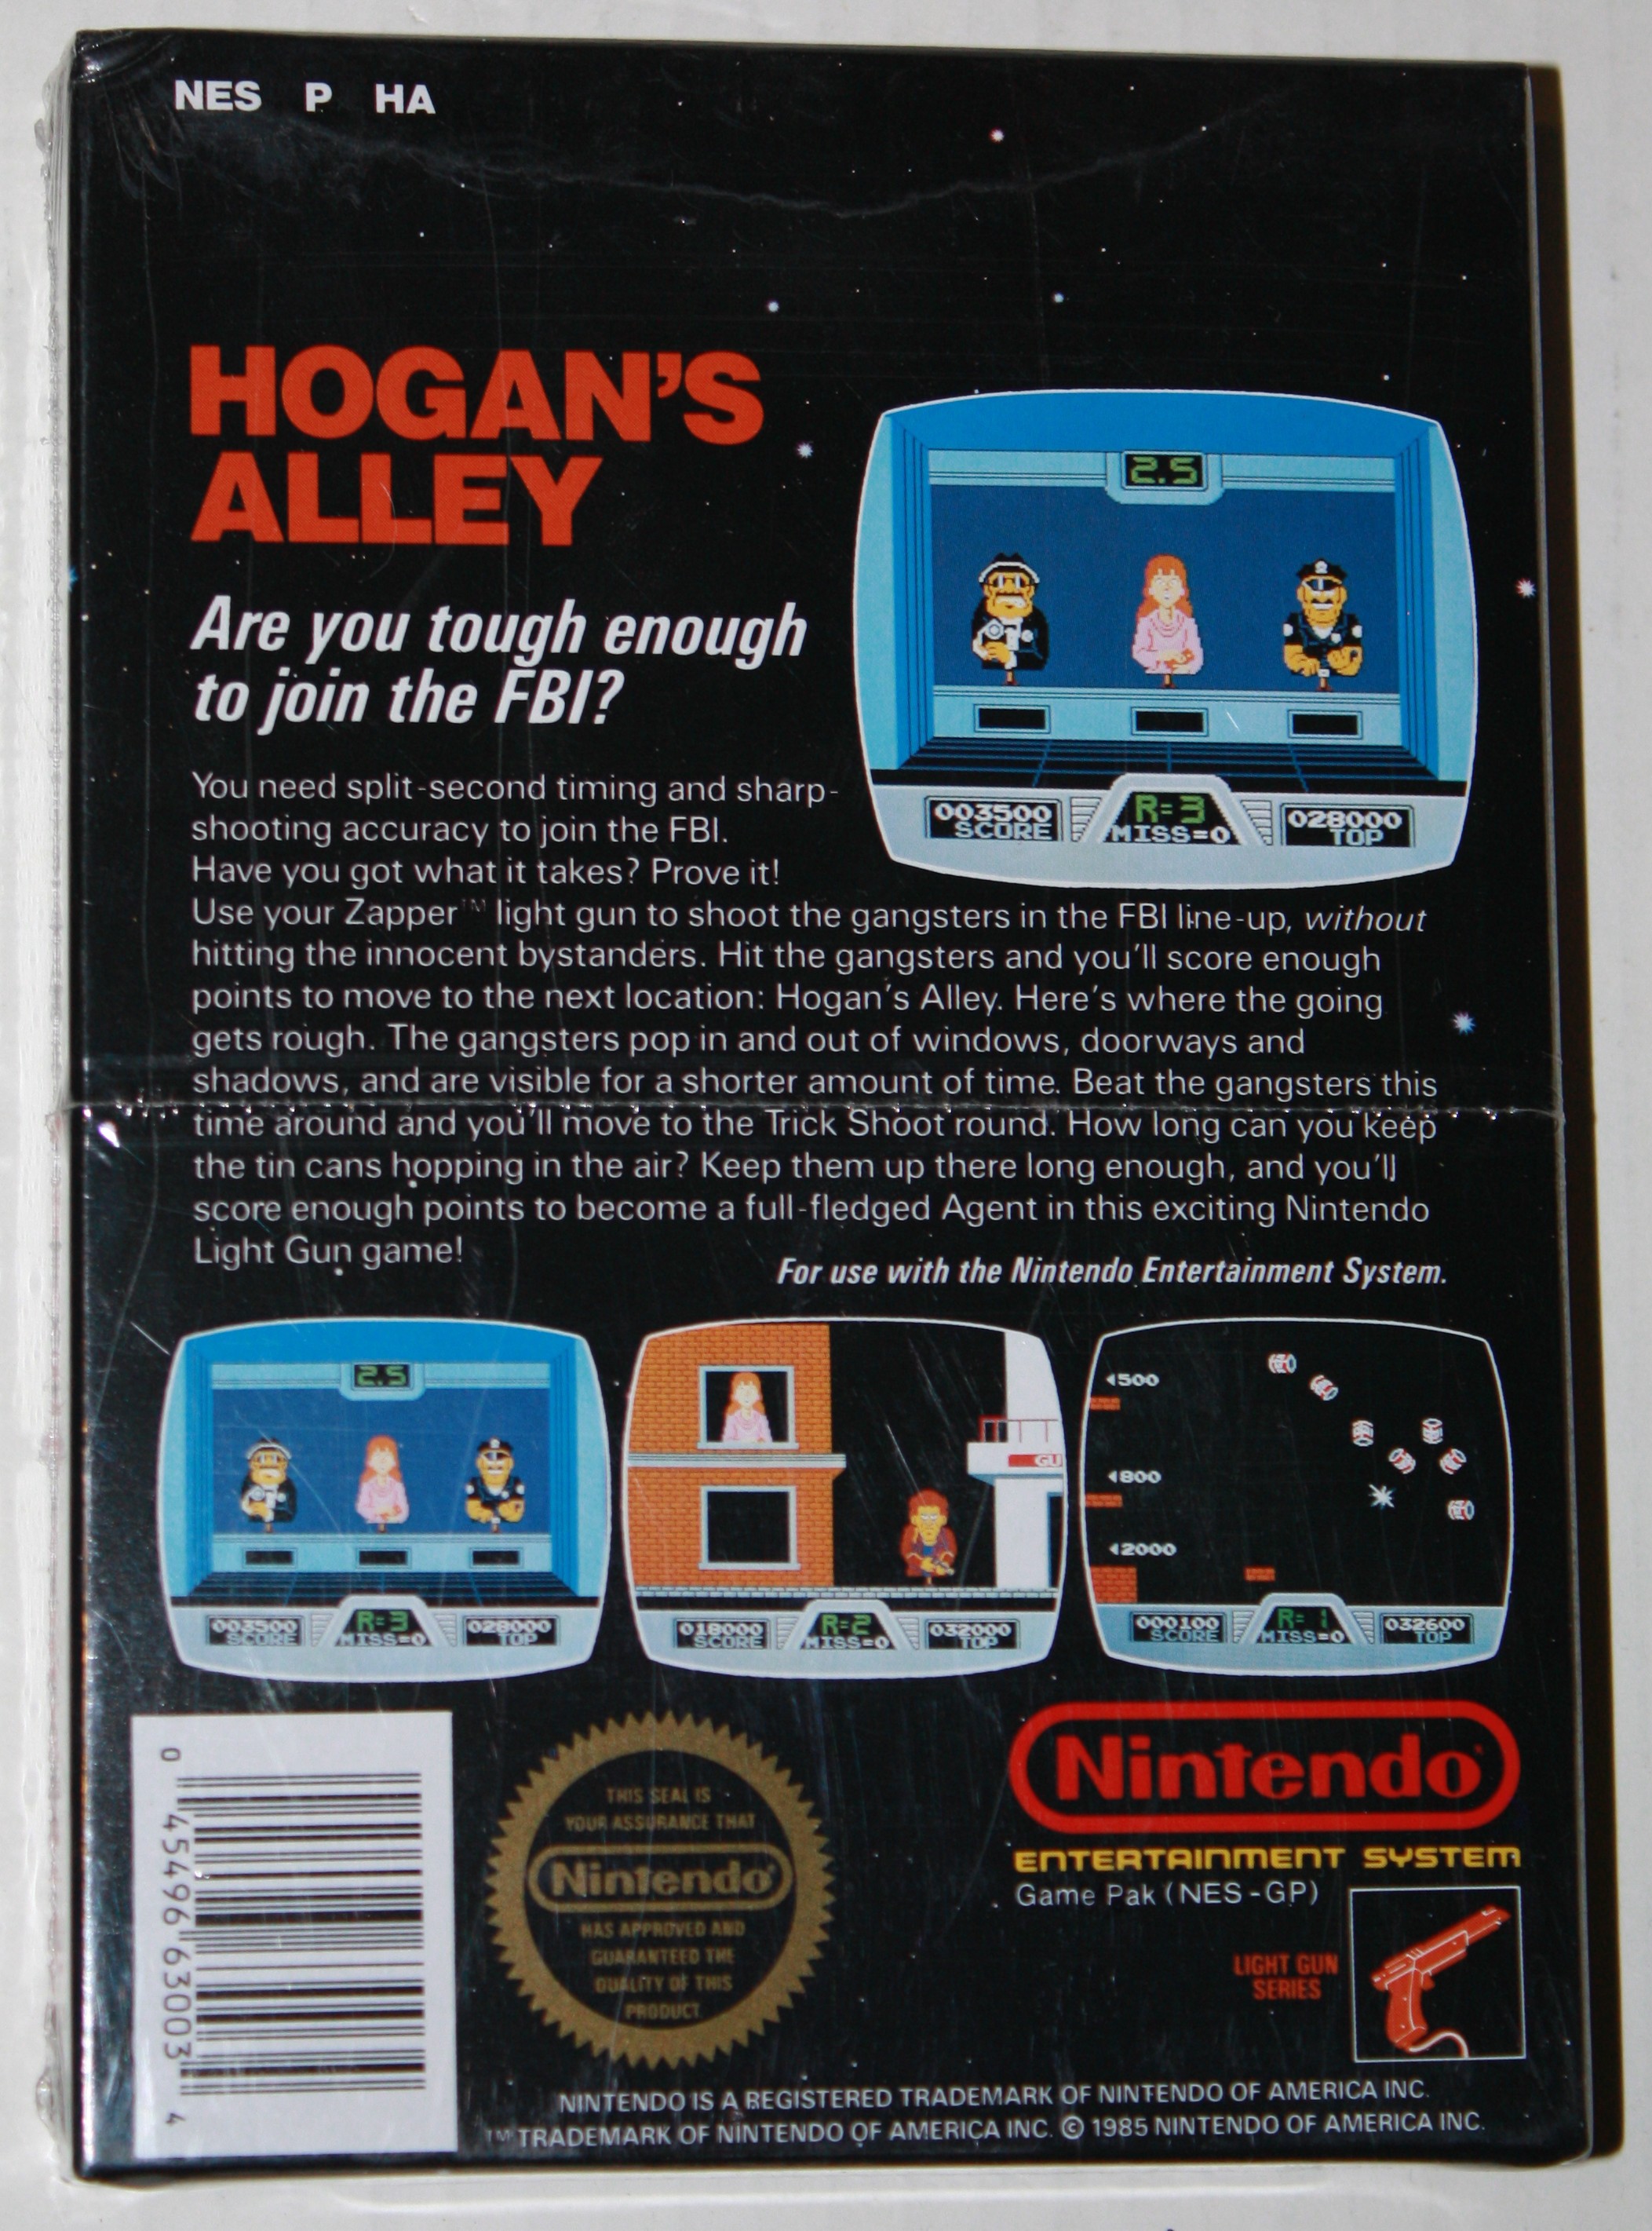 NES P HA
HOGAN'S
ALLEY
Are you tough enough
to join the FBI?
You need split-second timing and sharp-
shooting accuracy to join the FBI.
Have you got what it takes? Prove it!
Use your Zapper™ light gun to shoot the gangsters in the FBI line-up, without
hitting the innocent bystanders. Hit the gangsters and you'll score enough
points to move to the next location: Hogan's Alley. Here's where the going
gets rough. The gangsters pop in and out of windows, doorways and
shadows, and are visible for a shorter amount of time. Beat the gangsters this
time around and you'll move to the Trick Shoot round. How long can you keep
the tin cans hopping in the air? Keep them up there long enough, and you'll
score enough points to become a full-fledged Agent in this exciting Nintendo
Light Gun game!
For use with the Nintendo Entertainment System.
2.5
003500 R=3 028000
SCORE MISS=0 TOP
2.5
003500 R=3 028000
SCORE MISS=0 TOP
GU
018000 R=2 032000
SCORE MISS=0 TOP
500
800
2000
000100 R=1 032600
SCORE MISS=0 TOP
0 45496 63003 4
THIS SEAL IS
YOUR ASSURANCE THAT
Nintendo®
HAS APPROVED AND
GUARANTEED THE
QUALITY OF THIS
PRODUCT.
Nintendo®
ENTERTAINMENT SYSTEM
Game Pak (NES-GP)
LIGHT GUN
SERIES
NINTENDO IS A REGISTERED TRADEMARK OF NINTENDO OF AMERICA INC.
™ TRADEMARK OF NINTENDO OF AMERICA INC. © 1985 NINTENDO OF AMERICA INC.